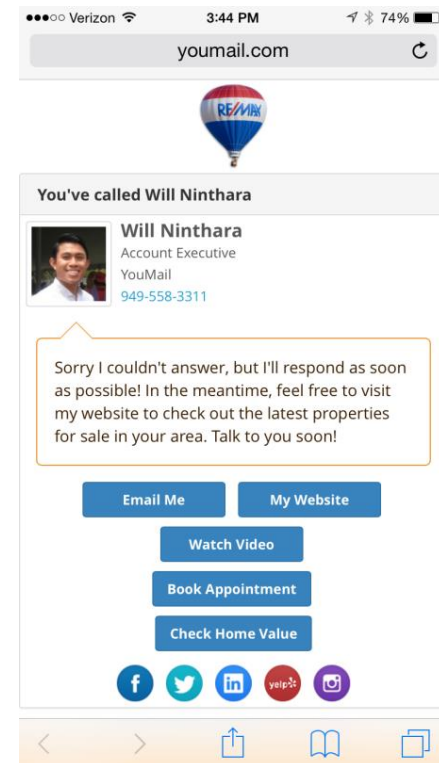 Verizon 3:44 PM 74%
youmail.com
RE/MAX
You've called Will Ninthara
Will Ninthara
Account Executive
YouMail
949-558-3311
Sorry I couldn't answer, but I'll respond as soon
as possible! In the meantime, feel free to visit
my website to check out the latest properties
for sale in your area. Talk to you soon!
Email Me My Website
Watch Video
Book Appointment
Check Home Value
f in yelp